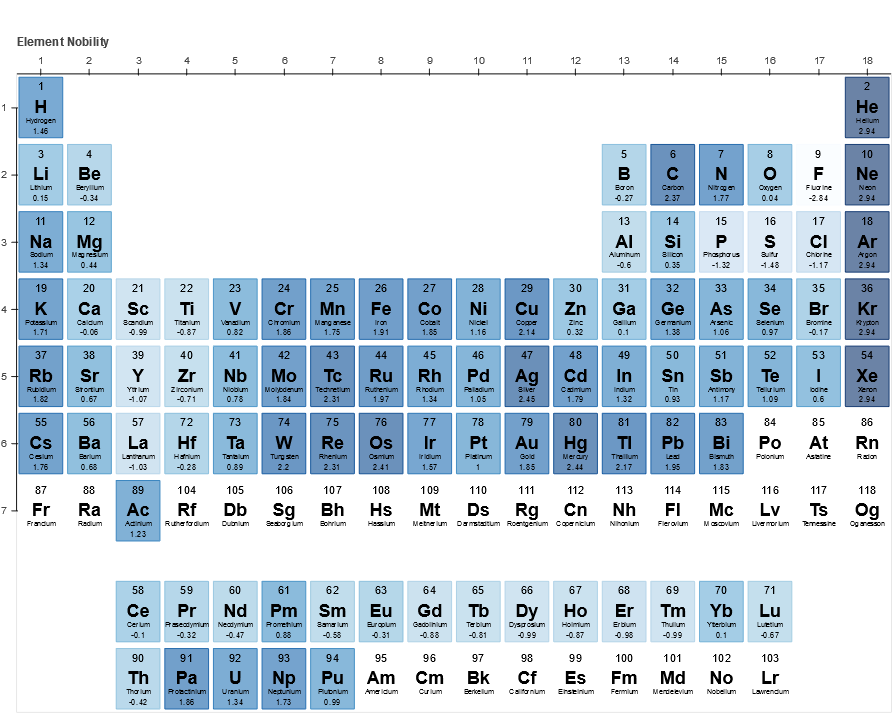 Element Nobility
1 2 3 4 5 6 7 8 9 10 11 12 13 14 15 16 17 18
1 2
1 H He
Hydrogen Helium
1.46 2.94
3 4 5 6 7 8 9 10
2 Li Be B C N O F Ne
Lithium Beryllium Boron Carbon Nitrogen Oxygen Fluorine Neon
0.15 -0.34 -0.27 2.37 1.77 0.04 -2.84 2.94
11 12 13 14 15 16 17 18
3 Na Mg Al Si P S Cl Ar
Sodium Magnesium Aluminum Silicon Phosphorus Sulfur Chlorine Argon
1.34 0.44 -0.6 0.35 -1.32 -1.48 -1.17 2.94
19 20 21 22 23 24 25 26 27 28 29 30 31 32 33 34 35 36
4 K Ca Sc Ti V Cr Mn Fe Co Ni Cu Zn Ga Ge As Se Br Kr
Potassium Calcium Scandium Titanium Vanadium Chromium Manganese Iron Cobalt Nickel Copper Zinc Gallium Germanium Arsenic Selenium Bromine Krypton
1.71 -0.06 -0.99 -0.87 0.82 1.86 1.75 1.91 1.85 1.16 2.14 0.32 0.1 1.38 1.06 0.97 -0.17 2.94
37 38 39 40 41 42 43 44 45 46 47 48 49 50 51 52 53 54
5 Rb Sr Y Zr Nb Mo Tc Ru Rh Pd Ag Cd In Sn Sb Te I Xe
Rubidium Strontium Yttrium Zirconium Niobium Molybdenum Technetium Ruthenium Rhodium Palladium Silver Cadmium Indium Tin Antimony Tellurium Iodine Xenon
1.82 0.67 -1.07 -0.71 0.78 1.84 2.31 1.97 1.34 1.05 2.45 1.79 1.32 0.93 1.17 1.09 0.6 2.94
55 56 57 72 73 74 75 76 77 78 79 80 81 82 83 84 85 86
6 Cs Ba La Hf Ta W Re Os Ir Pt Au Hg Tl Pb Bi Po At Rn
Cesium Barium Lanthanum Hafnium Tantalum Tungsten Rhenium Osmium Iridium Platinum Gold Mercury Thallium Lead Bismuth Polonium Astatine Radon
1.76 0.68 -1.03 -0.28 0.89 2.2 2.31 2.41 1.57 1 1.85 2.44 2.17 1.95 1.83
87 88 89 104 105 106 107 108 109 110 111 112 113 114 115 116 117 118
7 Fr Ra Ac Rf Db Sg Bh Hs Mt Ds Rg Cn Nh Fl Mc Lv Ts Og
Francium Radium Actinium Rutherfordium Dubnium Seaborgium Bohrium Hassium Meitnerium Darmstadtium Roentgenium Copernicium Nihonium Flerovium Moscovium Livermorium Tennessine Oganesson
1.23
58 59 60 61 62 63 64 65 66 67 68 69 70 71
Ce Pr Nd Pm Sm Eu Gd Tb Dy Ho Er Tm Yb Lu
Cerium Praseodymium Neodymium Promethium Samarium Europium Gadolinium Terbium Dysprosium Holmium Erbium Thulium Ytterbium Lutetium
-0.1 -0.32 -0.47 0.88 -0.58 -0.31 -0.88 -0.81 -0.99 -0.87 -0.98 -0.99 0.1 -0.67
90 91 92 93 94 95 96 97 98 99 100 101 102 103
Th Pa U Np Pu Am Cm Bk Cf Es Fm Md No Lr
Thorium Protactinium Uranium Neptunium Plutonium Americium Curium Berkelium Californium Einsteinium Fermium Mendelevium Nobelium Lawrencium
-0.42 1.86 1.34 1.73 0.99